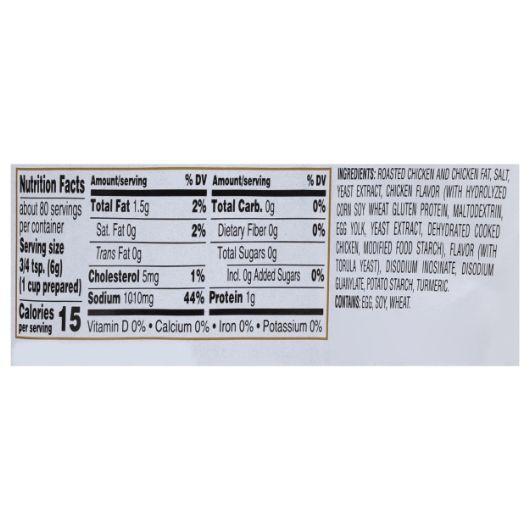 Nutrition Facts
about 80 servings
per container
Serving size
3/4 tsp. (6g)
(1 cup prepared)
Calories 15
per serving
Amount/serving % DV
Total Fat 1.5g 2%
Sat. Fat 0g 2%
Trans Fat 0g
Cholesterol 5mg 1%
Sodium 1010mg 44%
Amount/serving % DV
Total Carb. 0g 0%
Dietary Fiber 0g 0%
Total Sugars 0g
Incl. 0g Added Sugars 0%
Protein 1g
Vitamin D 0% • Calcium 0% • Iron 0% • Potassium 0%
INGREDIENTS: ROASTED CHICKEN AND CHICKEN FAT, SALT,
YEAST EXTRACT, CHICKEN FLAVOR (WITH HYDROLYZED
CORN SOY WHEAT GLUTEN PROTEIN, MALTODEXTRIN,
EGG YOLK, YEAST EXTRACT, DEHYDRATED COOKED
CHICKEN, MODIFIED FOOD STARCH), FLAVOR (WITH
TORULA YEAST), DISODIUM INOSINATE, DISODIUM
GUANYLATE, POTATO STARCH, TURMERIC.
CONTAINS: EGG, SOY, WHEAT.